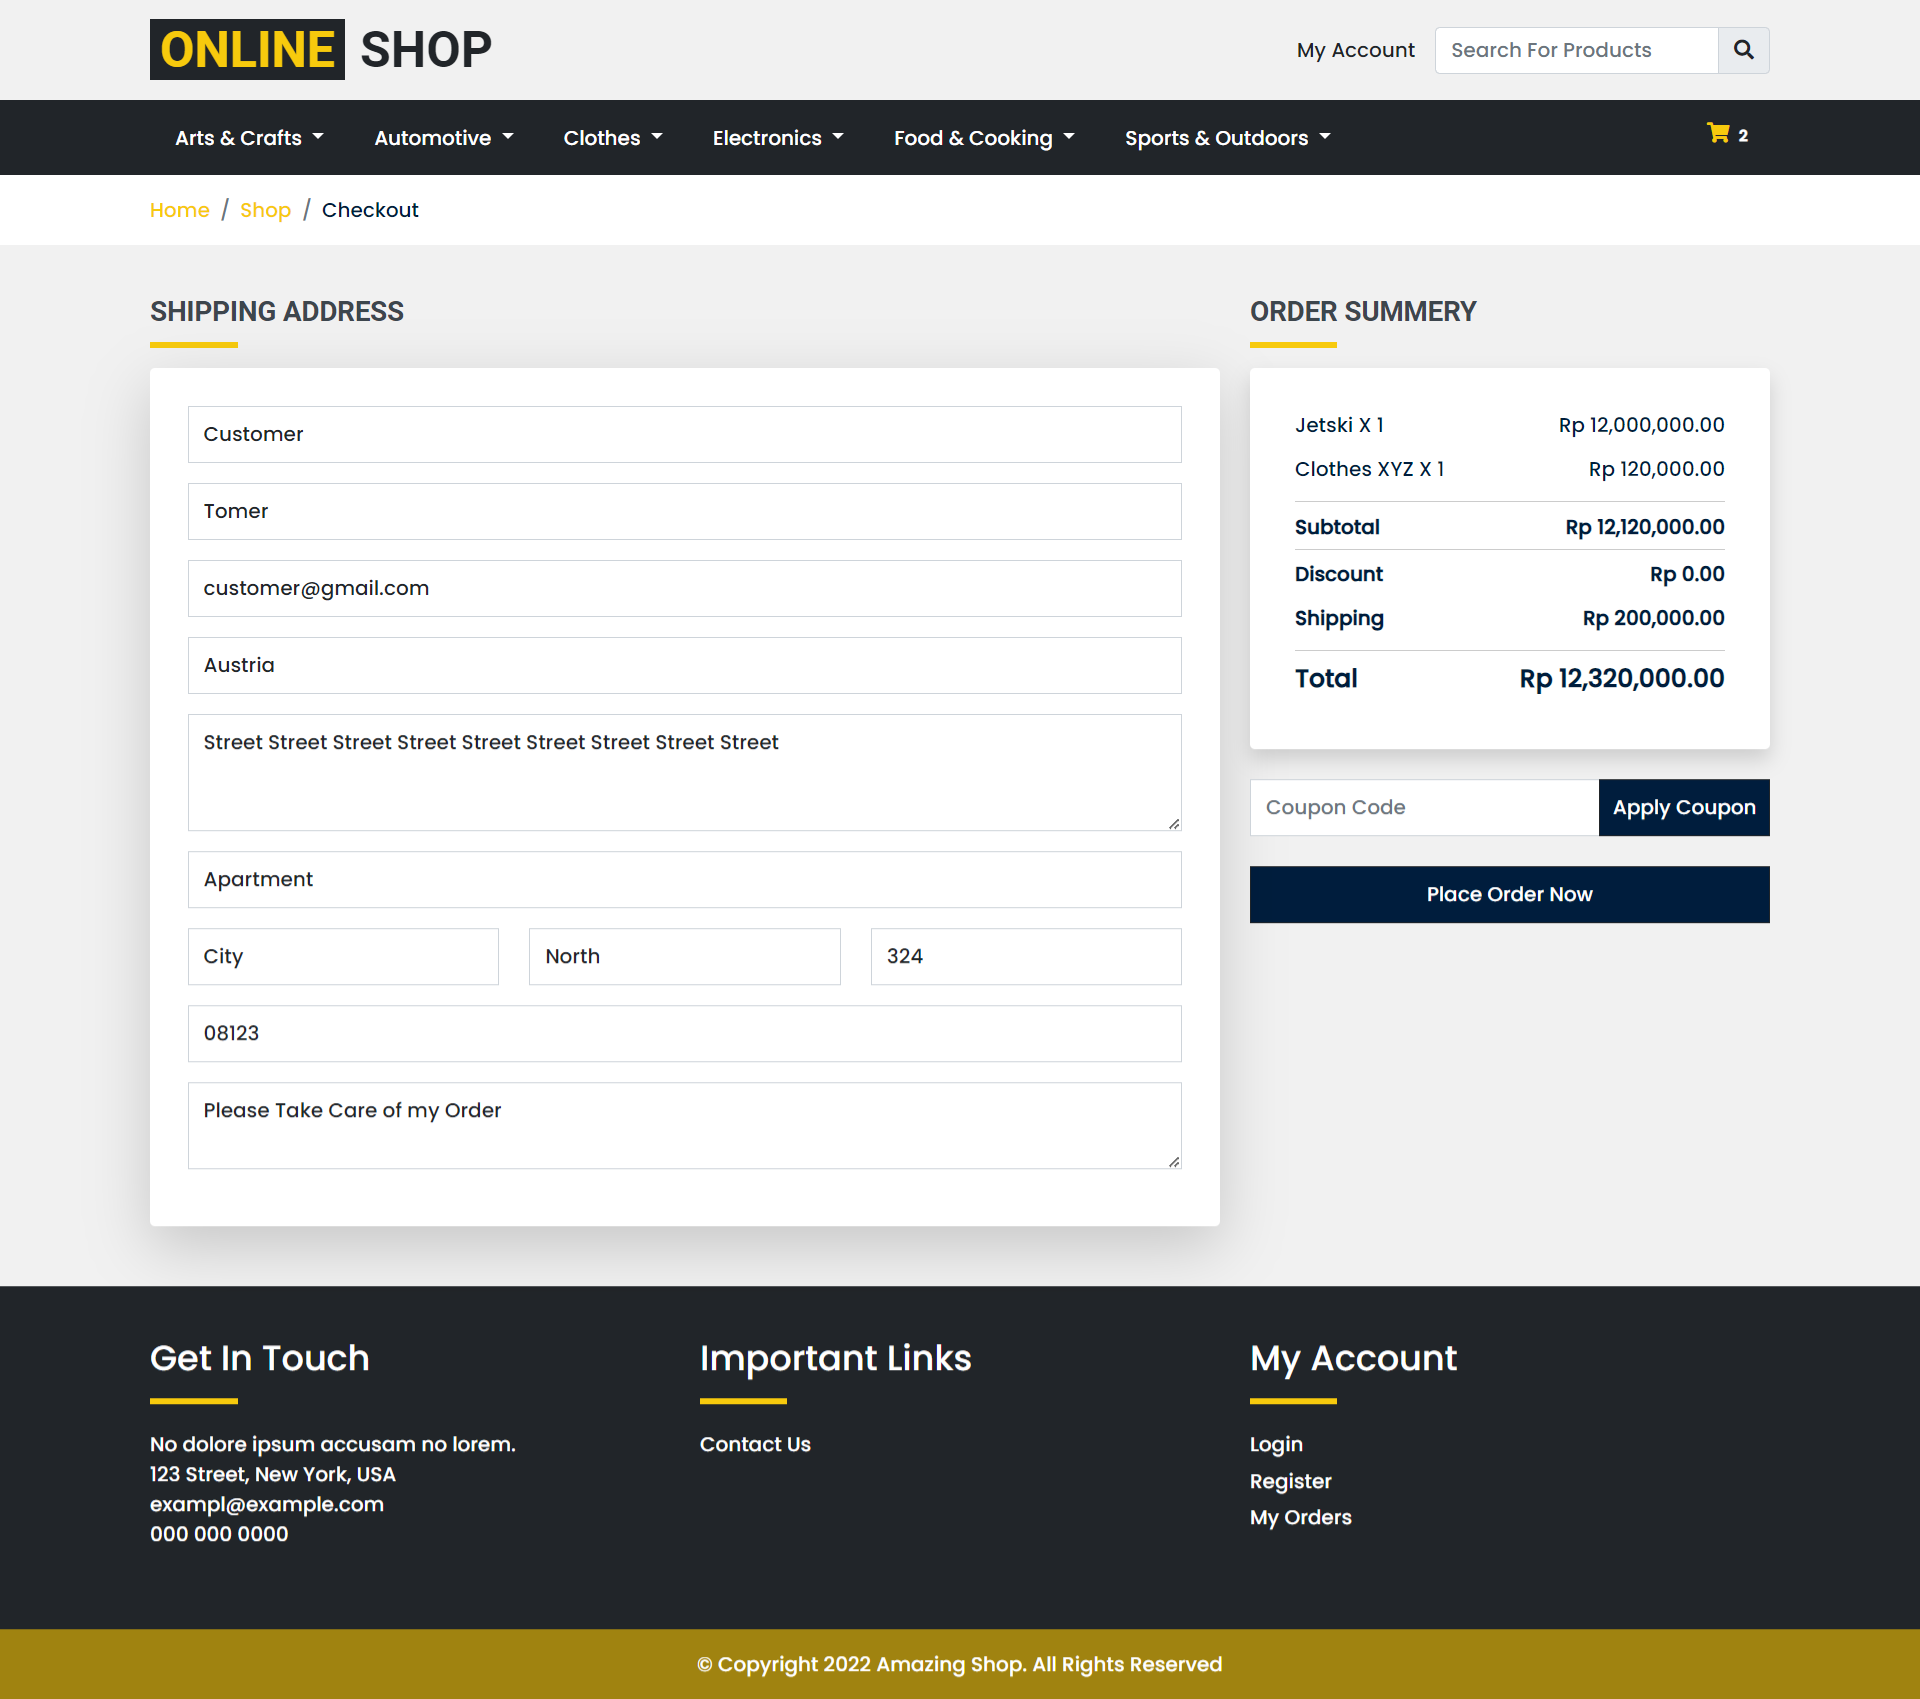 ONLINE SHOP
My Account
Search For Products
Arts & Crafts
Automotive
Clothes
Electronics
Food & Cooking
Sports & Outdoors
2
Home / Shop / Checkout
SHIPPING ADDRESS
Customer
Tomer
customer@gmail.com
Austria
Street Street Street Street Street Street Street Street Street
Apartment
City
North
324
08123
Please Take Care of my Order
ORDER SUMMERY
Jetski X 1 Rp 12,000,000.00
Clothes XYZ X 1 Rp 120,000.00
Subtotal Rp 12,120,000.00
Discount Rp 0.00
Shipping Rp 200,000.00
Total Rp 12,320,000.00
Coupon Code
Apply Coupon
Place Order Now
Get In Touch
No dolore ipsum accusam no lorem.
123 Street, New York, USA
exampl@example.com
000 000 0000
Important Links
Contact Us
My Account
Login
Register
My Orders
© Copyright 2022 Amazing Shop. All Rights Reserved